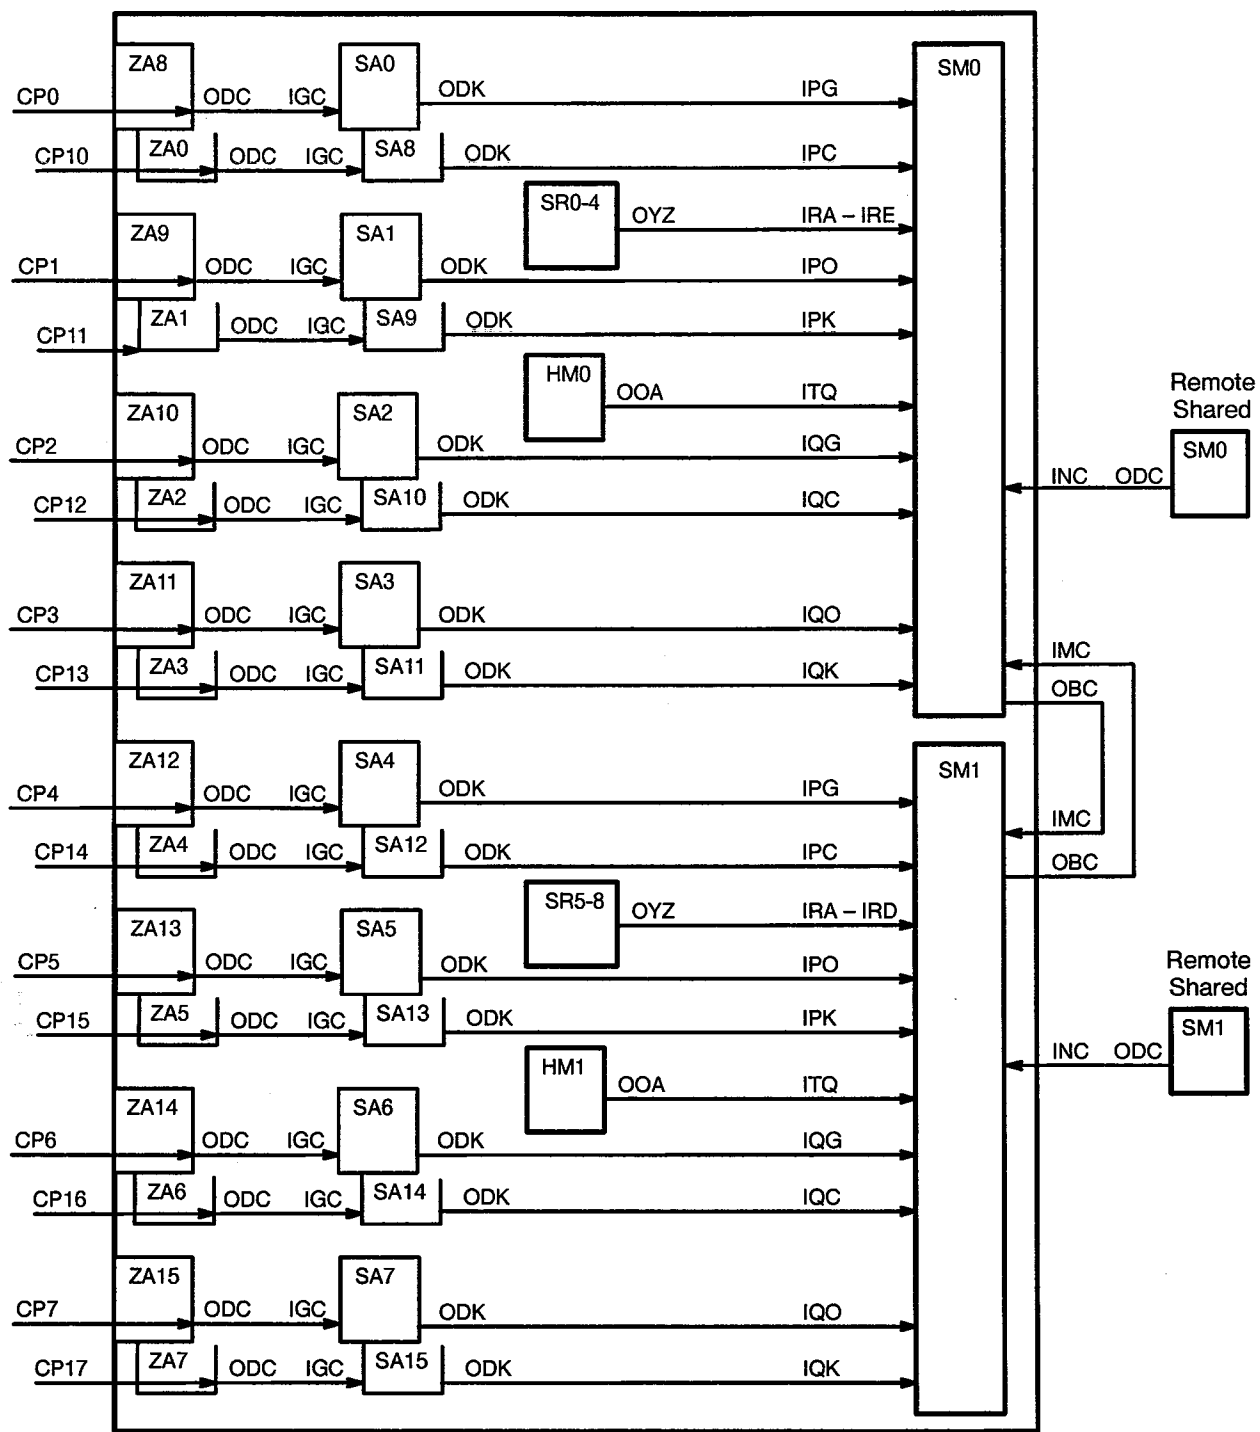 ZA8 SA0 SM0
CP0 ODC IGC ODK IPG
CP10 ZA0 ODC IGC SA8 ODK IPC
SR0-4 OYZ IRA – IRE
ZA9 SA1
CP1 ODC IGC ODK IPO
CP11 ZA1 ODC IGC SA9 ODK IPK
HM0 OOA ITQ
Remote
Shared
SM0
ZA10 SA2
CP2 ODC IGC ODK IQG
INC ODC
CP12 ZA2 ODC IGC SA10 ODK IQC
ZA11 SA3
CP3 ODC IGC ODK IQO
IMC
CP13 ZA3 ODC IGC SA11 ODK IQK
OBC
ZA12 SA4 SM1
CP4 ODC IGC ODK IPG
IMC
CP14 ZA4 ODC IGC SA12 ODK IPC
OBC
SR5-8 OYZ IRA – IRD
ZA13 SA5
CP5 ODC IGC ODK IPO
Remote
Shared
SM1
CP15 ZA5 ODC IGC SA13 ODK IPK
INC ODC
HM1 OOA ITQ
ZA14 SA6
CP6 ODC IGC ODK IQG
CP16 ZA6 ODC IGC SA14 ODK IQC
ZA15 SA7
CP7 ODC IGC ODK IQO
CP17 ZA7 ODC IGC SA15 ODK IQK